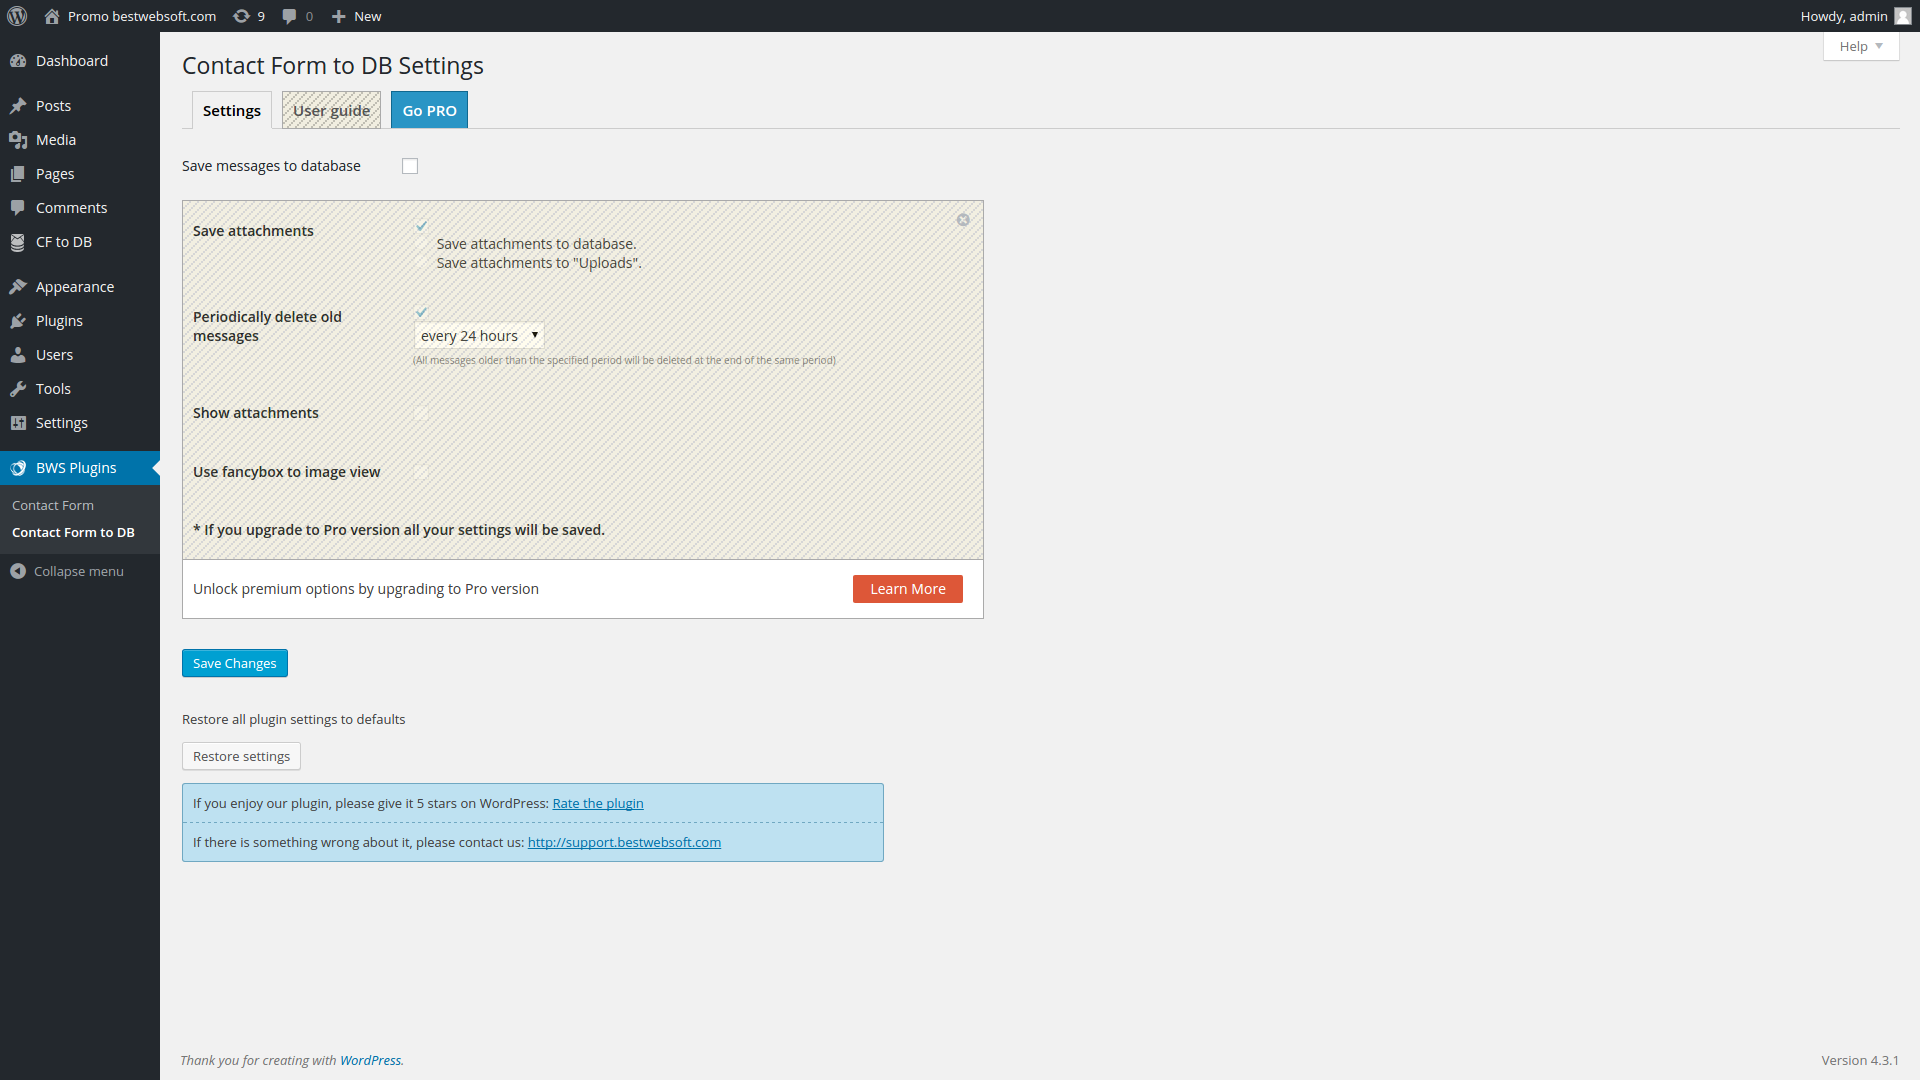 Promo bestwebsoft.com 9 0 New Howdy, admin
Help
Dashboard
Posts
Media
Pages
Comments
CF to DB
Appearance
Plugins
Users
Tools
Settings
BWS Plugins
Contact Form
Contact Form to DB
Collapse menu
Contact Form to DB Settings
Settings User guide Go PRO
Save messages to database
Save attachments
Save attachments to database.
Save attachments to "Uploads".
Periodically delete old
messages
every 24 hours
(All messages older than the specified period will be deleted at the end of the same period)
Show attachments
Use fancybox to image view
* If you upgrade to Pro version all your settings will be saved.
Unlock premium options by upgrading to Pro version Learn More
Save Changes
Restore all plugin settings to defaults
Restore settings
If you enjoy our plugin, please give it 5 stars on WordPress: Rate the plugin
If there is something wrong about it, please contact us: http://support.bestwebsoft.com
Thank you for creating with WordPress. Version 4.3.1